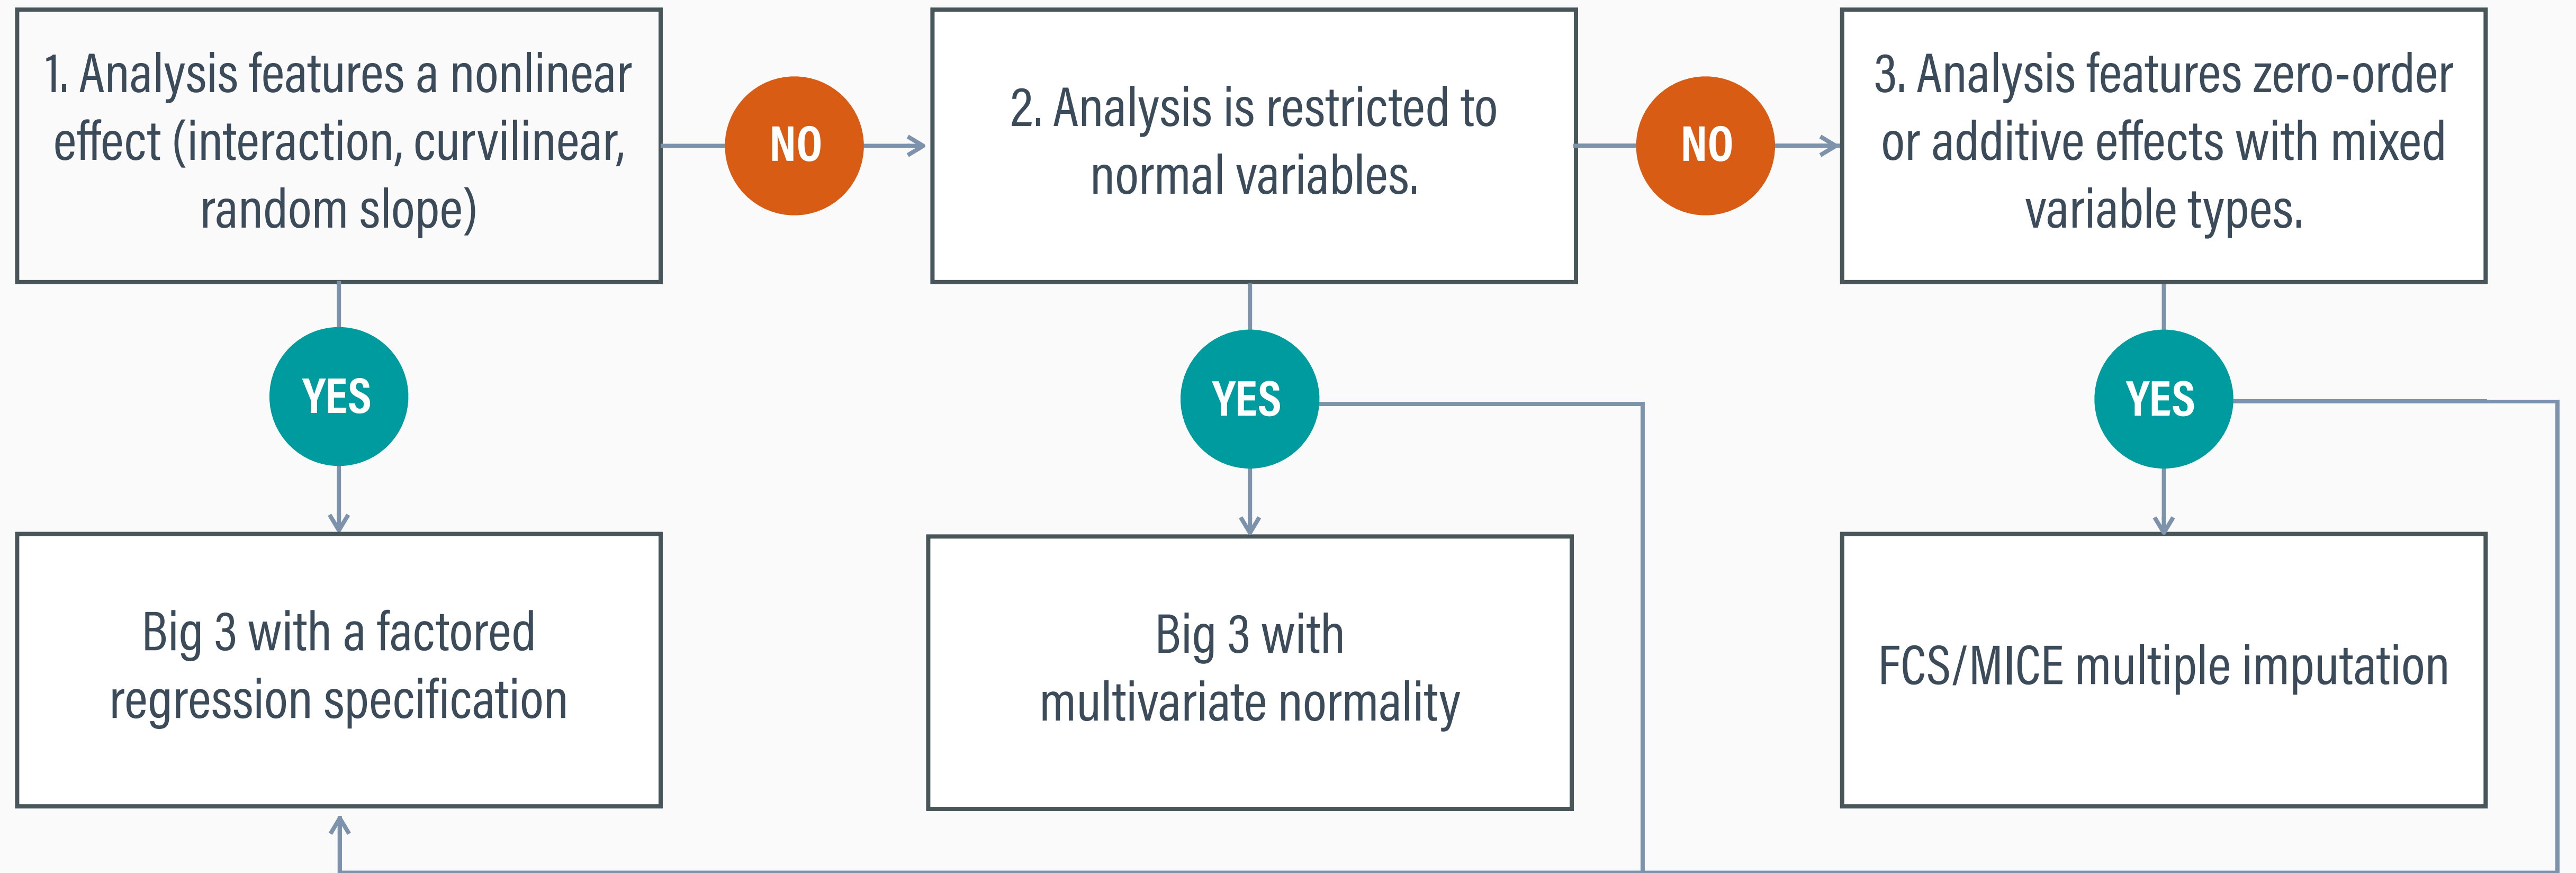 1. Analysis features a nonlinear
effect (interaction, curvilinear,
random slope)
NO
2. Analysis is restricted to
normal variables.
NO
3. Analysis features zero-order
or additive effects with mixed
variable types.
YES
YES
YES
Big 3 with a factored
regression specification
Big 3 with
multivariate normality
FCS/MICE multiple imputation